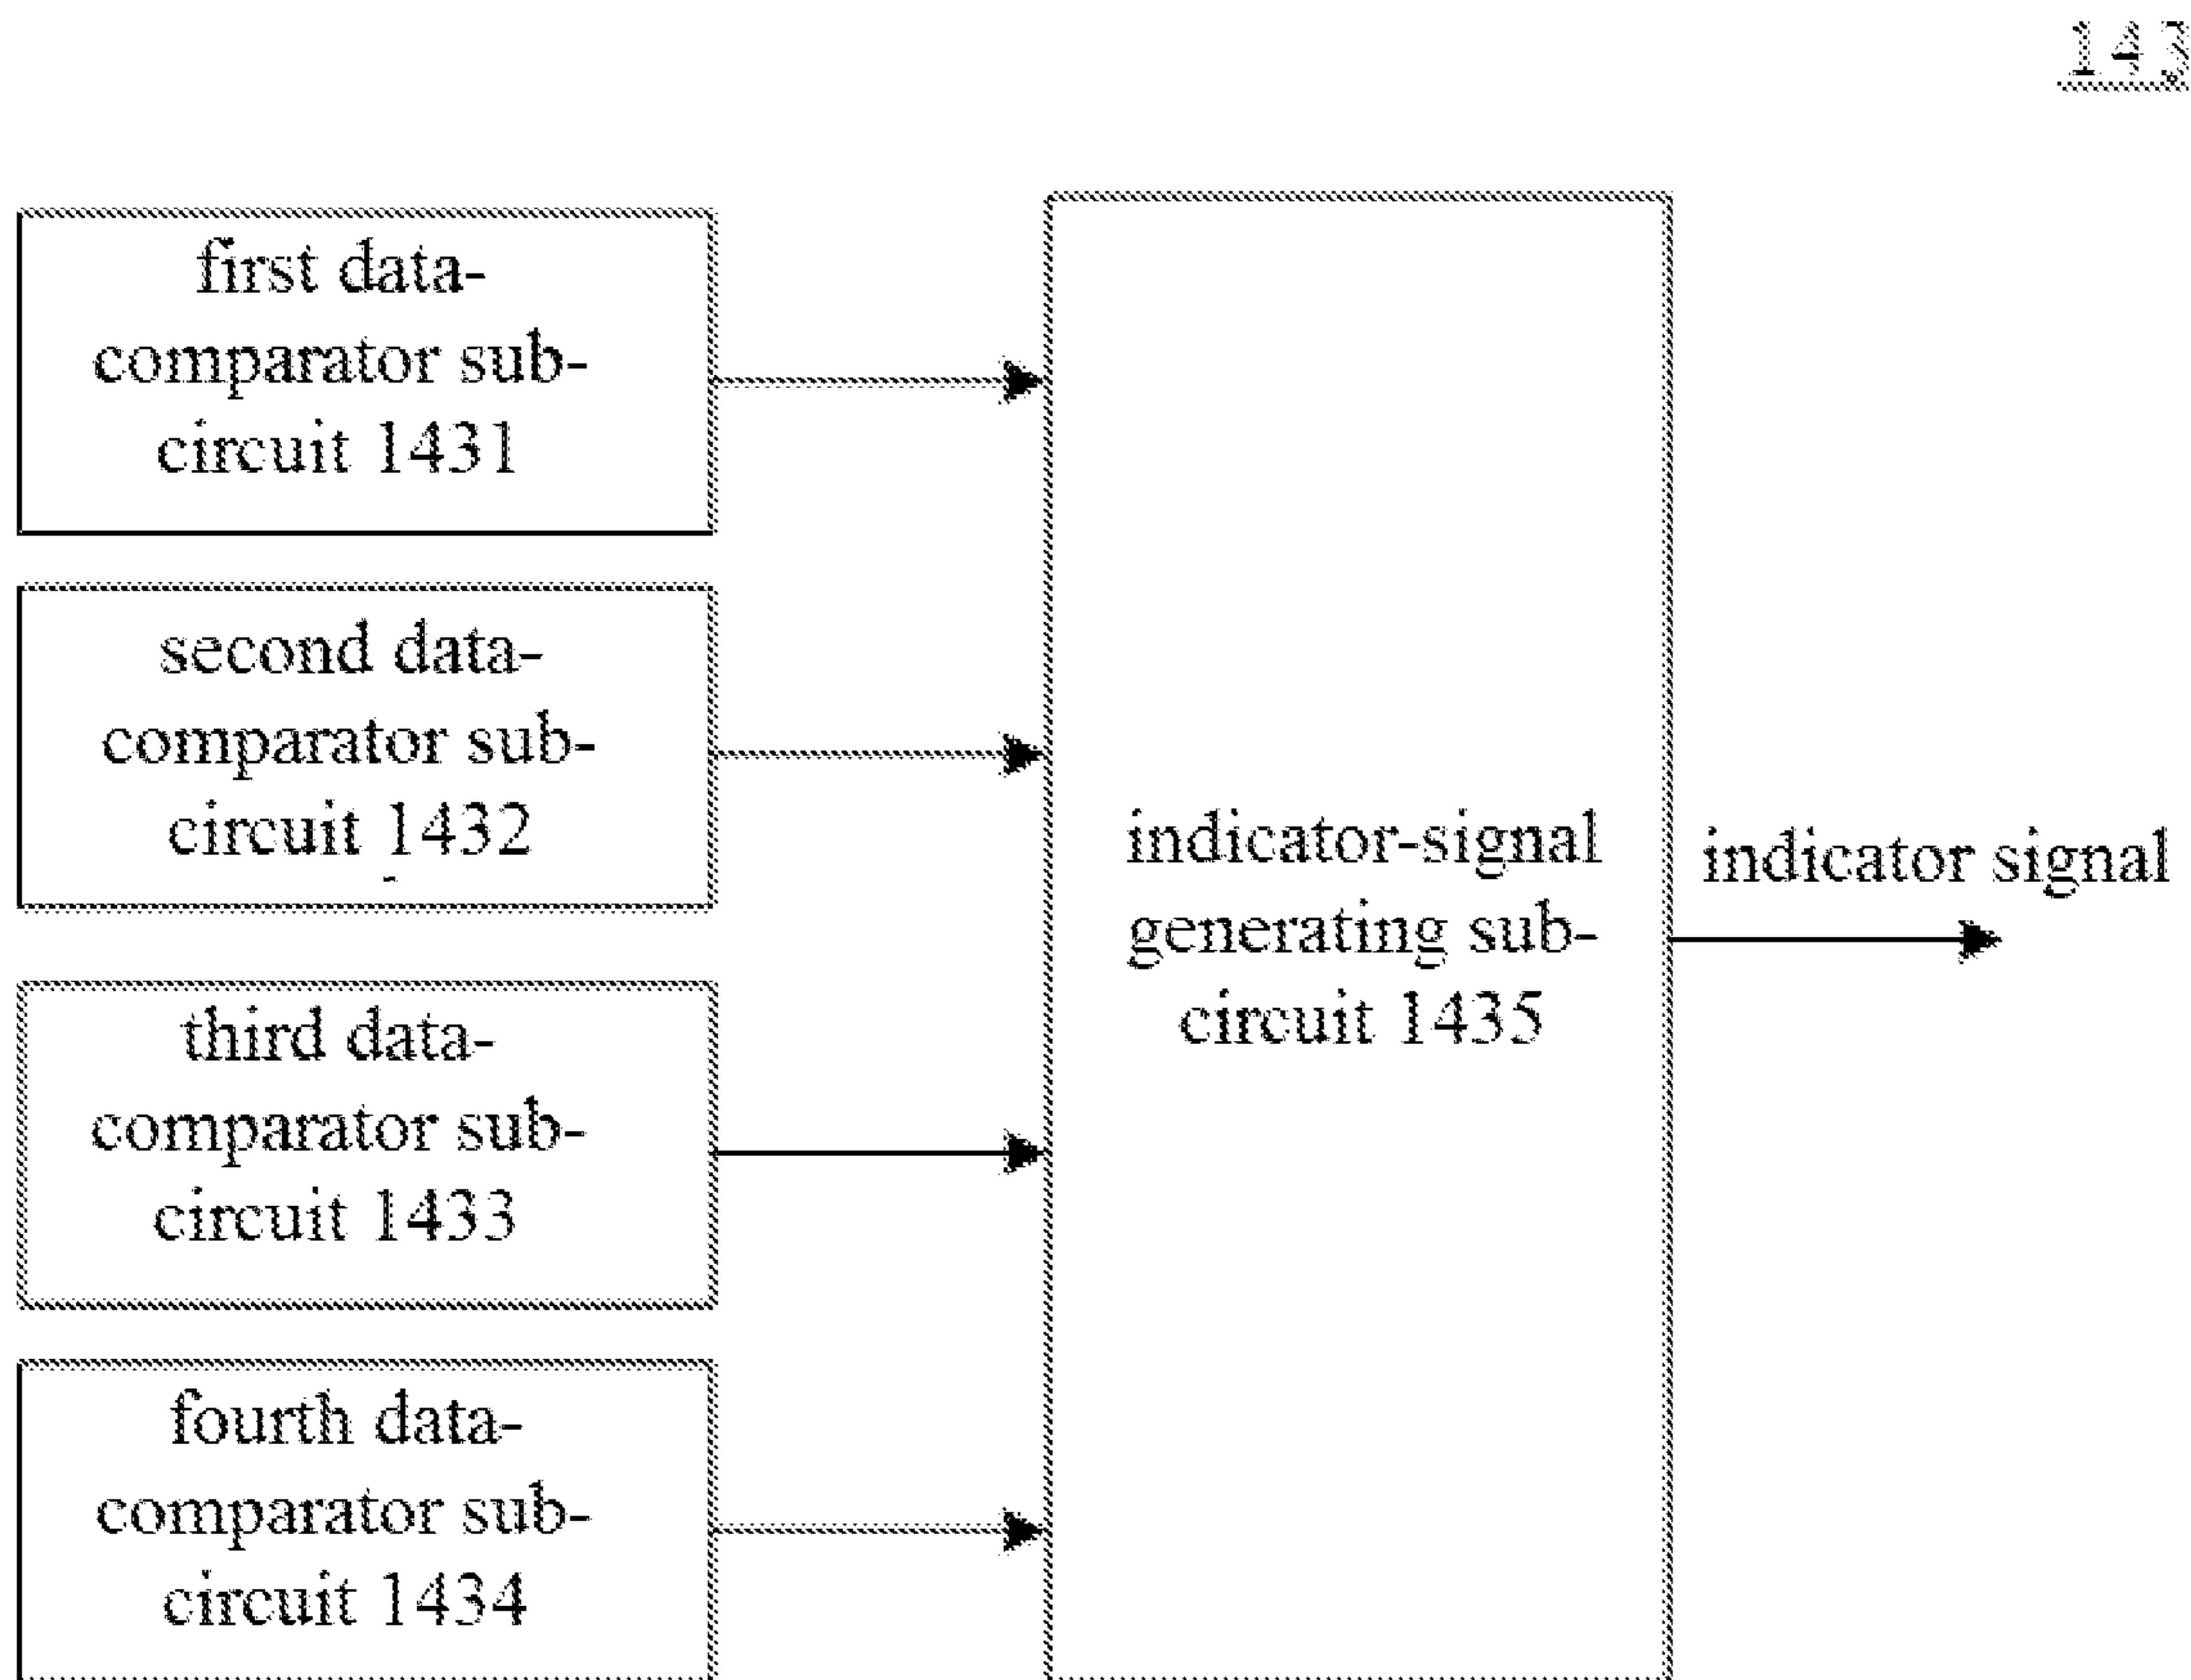 143
first data-
comparator sub-
circuit 1431
second data-
comparator sub-
circuit 1432
third data-
comparator sub-
circuit 1433
fourth data-
comparator sub-
circuit 1434
indicator-signal
generating sub-
circuit 1435
indicator signal